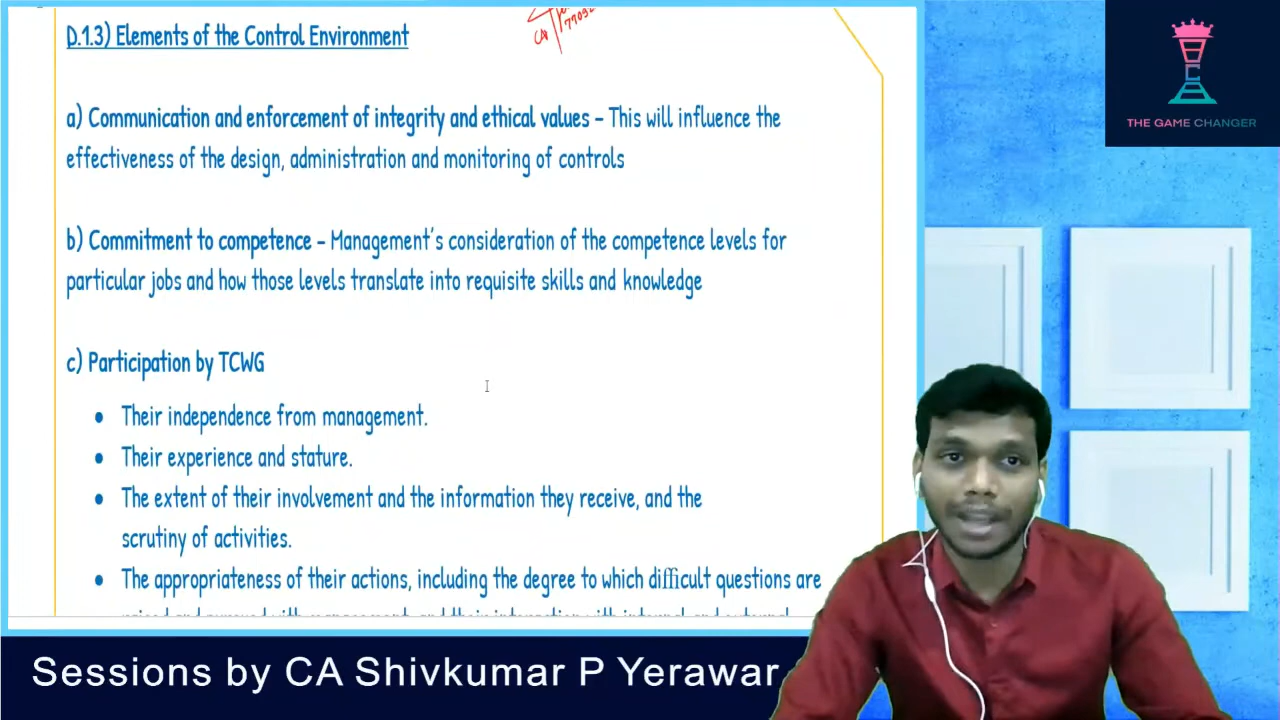 D.1.3) Elements of the Control Environment
THE GAME CHANGER
a) Communication and enforcement of integrity and ethical values – This will influence the
effectiveness of the design, administration and monitoring of controls
b) Commitment to competence – Management's consideration of the competence levels for
particular jobs and how those levels translate into requisite skills and knowledge
c) Participation by TCWG
• Their independence from management.
• Their experience and stature.
• The extent of their involvement and the information they receive, and the
scrutiny of activities.
• The appropriateness of their actions, including the degree to which difficult questions are
Sessions by CA Shivkumar P Yerawar